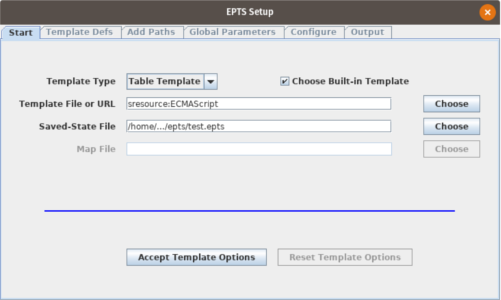 EPTS Setup
Start Template Defs Add Paths Global Parameters Configure Output
Template Type Table Template Choose Built-in Template
Template File or URL sresource:ECMAScript Choose
Saved-State File /home/.../epts/test.epts Choose
Map File Choose
Accept Template Options Reset Template Options